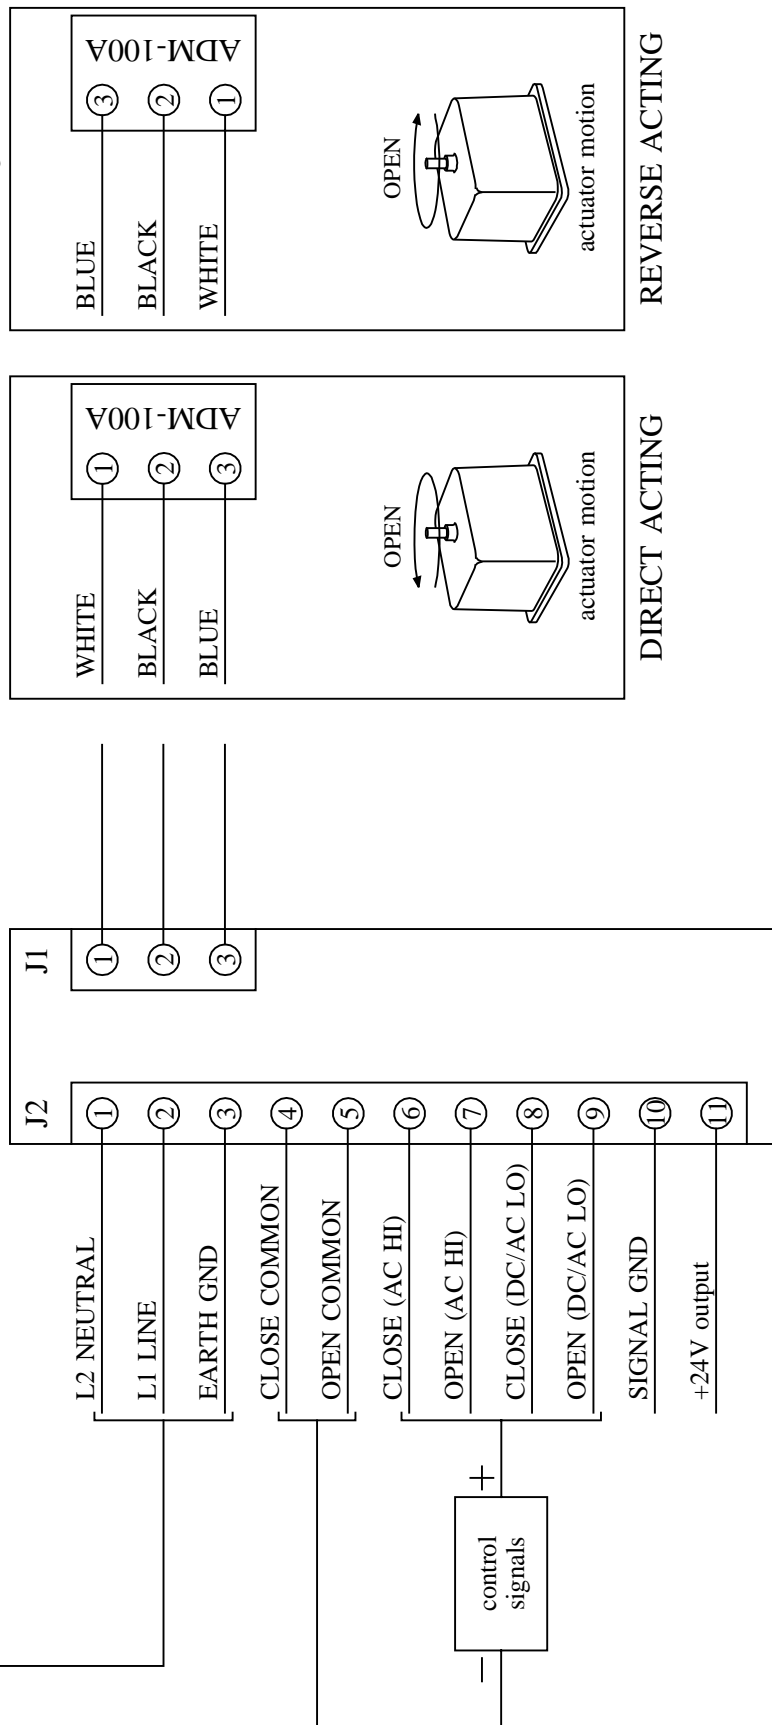 J2
1
2
3
4
5
6
7
8
9
10
11
L2 NEUTRAL
L1 LINE
EARTH GND
CLOSE COMMON
OPEN COMMON
CLOSE (AC HI)
OPEN (AC HI)
CLOSE (DC/AC LO)
OPEN (DC/AC LO)
SIGNAL GND
+24V output
− +
control
signals
J1
1
2
3
WHITE
BLACK
BLUE
1
2
3
ADM-100A
OPEN
actuator motion
DIRECT ACTING
BLUE
BLACK
WHITE
3
2
1
ADM-100A
OPEN
actuator motion
REVERSE ACTING